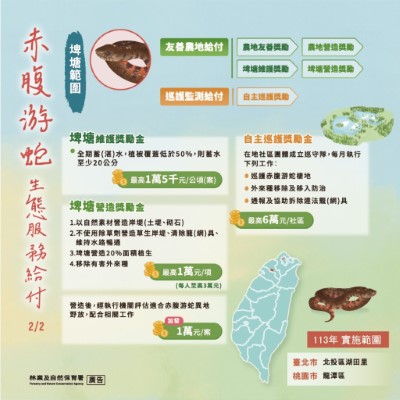 赤腹游蛇生態服務給付 2/2
埤塘範圍
友善農地給付
農地友善獎勵
農地營造獎勵
埤塘維護獎勵
埤塘營造獎勵
巡護監測給付
自主巡護獎勵
埤塘維護獎勵金
全期蓄(湛)水,植被覆蓋低於50%,則蓄水
至少20公分
最高1萬5千元/公頃(案)
埤塘營造獎勵金
1.以自然素材營造岸堤(土堤、砌石)
2.不使用除草劑營造草生岸堤、清除籠(網)具、
維持水路暢通
3.埤塘營造20%面積植生
4.移除有害外來種
最高1萬元/項
(每人至高3萬元)
營造後,經執行機關評估適合赤腹游蛇異地
野放,配合相關工作
加發
1萬元/案
自主巡護獎勵金
在地社區團體成立巡守隊,每月執行
下列工作:
巡護赤腹游蛇棲地
外來種移除及移入防治
通報及協助拆除違法籠(網)具
最高6萬元/社區
113年 實施範圍
臺北市 北投區湖田里
桃園市 龍潭區
林業及自然保育署
Forestry and Nature Conservation Agency
廣告